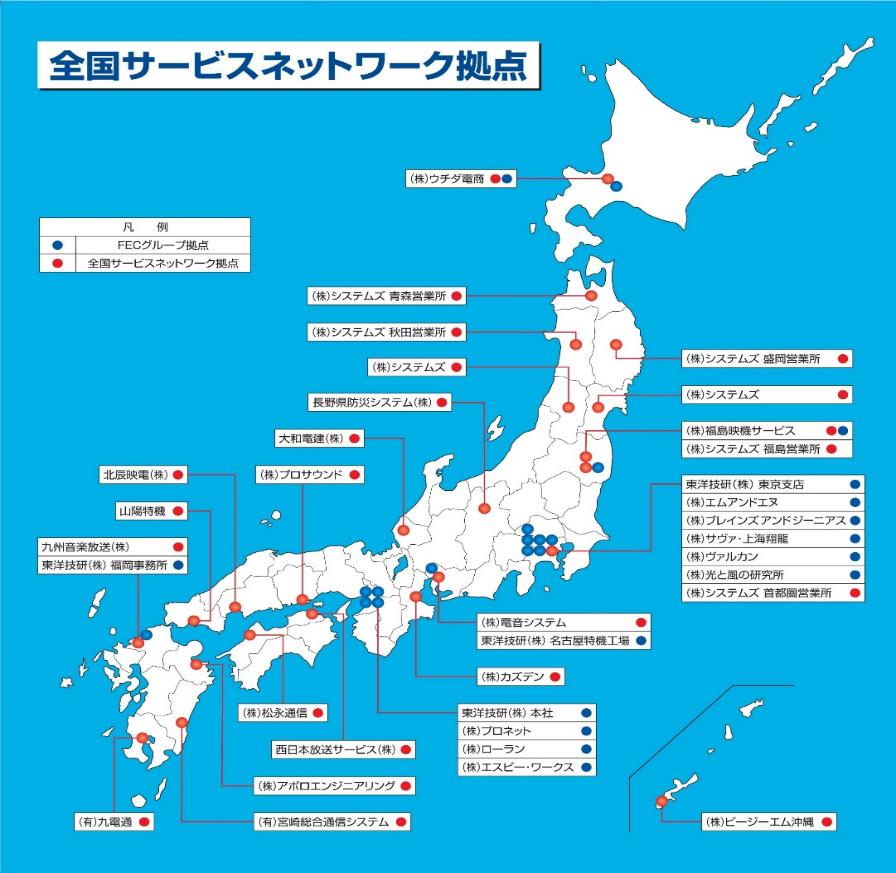 全国サービスネットワーク拠点
(株)ウチダ電商
凡 例
FECグループ拠点
全国サービスネットワーク拠点
(株)システムズ 青森営業所
(株)システムズ 秋田営業所
(株)システムズ
長野県防災システム(株)
大和電建(株)
(株)プロサウンド
北辰映電(株)
山陽特機
九州音楽放送(株)
東洋技研(株) 福岡事務所
(株)システムズ 盛岡営業所
(株)システムズ
(株)福島映機サービス
(株)システムズ 福島営業所
東洋技研(株) 東京支店
(株)エムアンドエヌ
(株)ブレインズアンドジーニアス
(株)サヴァ・上海翔龍
(株)ヴァルカン
(株)光と風の研究所
(株)システムズ 首都圏営業所
(株)竜音システム
東洋技研(株) 名古屋特機工場
(株)カズデン
東洋技研(株) 本社
(株)プロネット
(株)ローラン
(株)エスビー・ワークス
(株)松永通信
西日本放送サービス(株)
(株)アポロエンジニアリング
(有)九電通
(有)宮崎総合通信システム
(株)ビージーエム沖縄